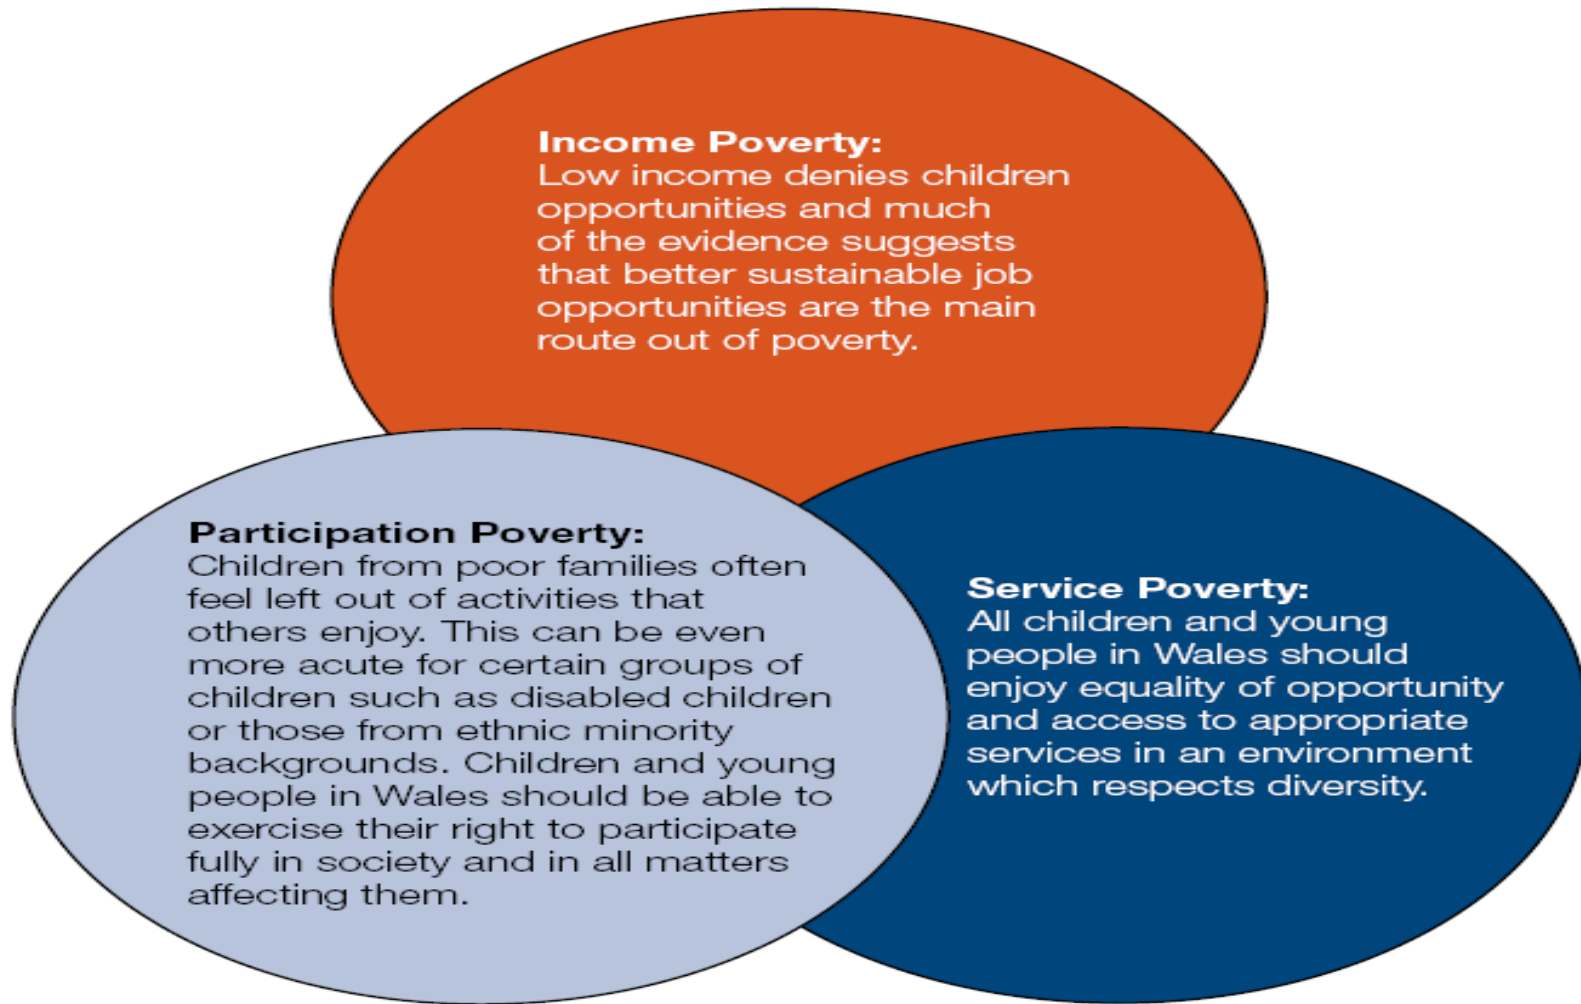 Income Poverty:
Low income denies children
opportunities and much
of the evidence suggests
that better sustainable job
opportunities are the main
route out of poverty.
Participation Poverty:
Children from poor families often
feel left out of activities that
others enjoy. This can be even
more acute for certain groups of
children such as disabled children
or those from ethnic minority
backgrounds. Children and young
people in Wales should be able to
exercise their right to participate
fully in society and in all matters
affecting them.
Service Poverty:
All children and young
people in Wales should
enjoy equality of opportunity
and access to appropriate
services in an environment
which respects diversity.